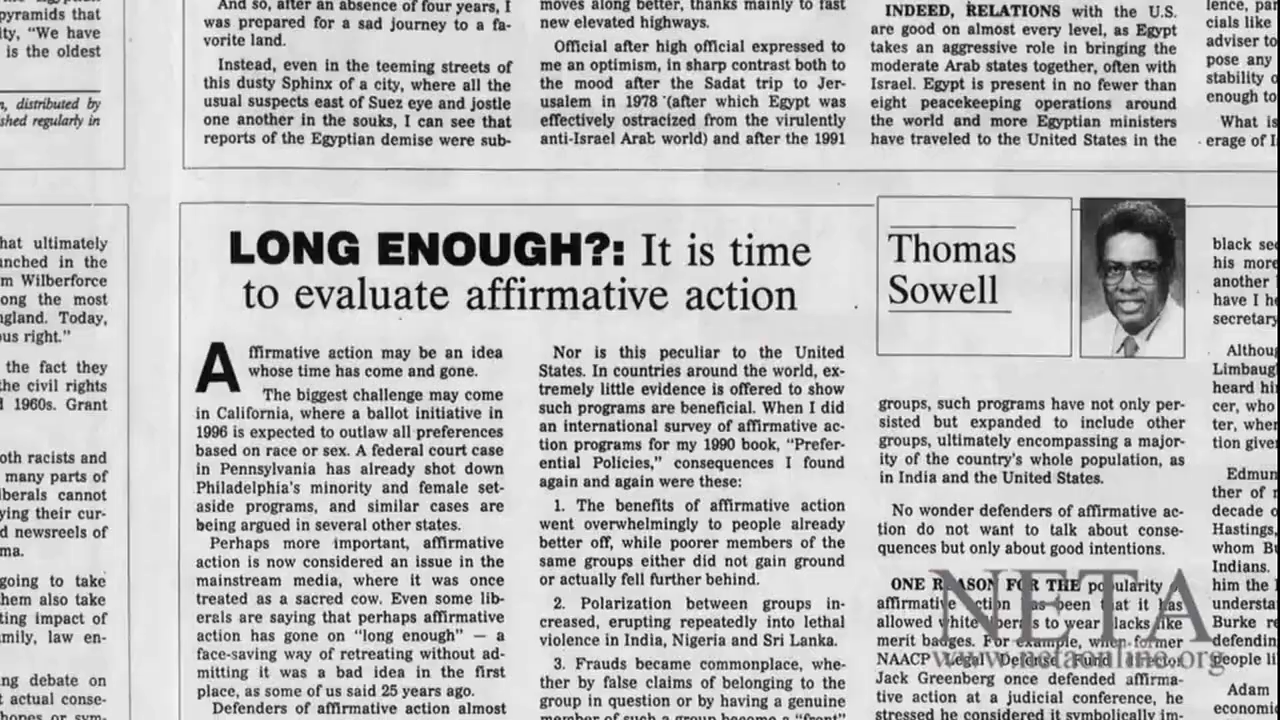 pyramids that
ity, “We have
is the oldest
n, distributed by
shed regularly in
And so, after an absence of four years, I
was prepared for a sad journey to a fa-
vorite land.
Instead, even in the teeming streets of
this dusty Sphinx of a city, where all the
usual suspects east of Suez eye and jostle
one another in the souks, I can see that
reports of the Egyptian demise were sub-
moves along better, thanks mainly to fast
new elevated highways.
Official after high official expressed to
me an optimism, in sharp contrast both to
the mood after the Sadat trip to Jer-
usalem in 1978 (after which Egypt was
effectively ostracized from the virulently
anti-Israel Arab world) and after the 1991
INDEED, RELATIONS with the U.S.
are good on almost every level, as Egypt
takes an aggressive role in bringing the
moderate Arab states together, often with
Israel. Egypt is present in no fewer than
eight peacekeeping operations around
the world and more Egyptian ministers
have traveled to the United States in the
lence, par
cials like
adviser to
pose any
stability o
enough to
What is
erage of I
hat ultimately
unched in the
m Wilberforce
ong the most
ngland. Today,
ous right.”
the fact they
the civil rights
d 1960s. Grant
oth racists and
many parts of
iberals cannot
ying their cur-
d newsreels of
ma.
going to take
them also take
ting impact of
mily, law en-
ng debate on
t actual conse-
hopes or sym-
LONG ENOUGH?: It is time
to evaluate affirmative action
Thomas
Sowell
Affirmative action may be an idea
whose time has come and gone.
The biggest challenge may come
in California, where a ballot initiative in
1996 is expected to outlaw all preferences
based on race or sex. A federal court case
in Pennsylvania has already shot down
Philadelphia’s minority and female set-
aside programs, and similar cases are
being argued in several other states.
Perhaps more important, affirmative
action is now considered an issue in the
mainstream media, where it was once
treated as a sacred cow. Even some lib-
erals are saying that perhaps affirmative
action has gone on “long enough” — a
face-saving way of retreating without ad-
mitting it was a bad idea in the first
place, as some of us said 25 years ago.
Defenders of affirmative action almost
Nor is this peculiar to the United
States. In countries around the world, ex-
tremely little evidence is offered to show
such programs are beneficial. When I did
an international survey of affirmative ac-
tion programs for my 1990 book, “Prefer-
ential Policies,” consequences I found
again and again were these:
1. The benefits of affirmative action
went overwhelmingly to people already
better off, while poorer members of the
same groups either did not gain ground
or actually fell further behind.
2. Polarization between groups in-
creased, erupting repeatedly into lethal
violence in India, Nigeria and Sri Lanka.
3. Frauds became commonplace, whe-
ther by false claims of belonging to the
group in question or by having a genuine
member of such a group become a “front”
groups, such programs have not only per-
sisted but expanded to include other
groups, ultimately encompassing a major-
ity of the country’s whole population, as
in India and the United States.
No wonder defenders of affirmative ac-
tion do not want to talk about conse-
quences but only about good intentions.
ONE REASON FOR THE popularity of
affirmative action has been that it has
allowed white liberals to wear blacks like
merit badges. For example, when former
NAACP Legal Defense Fund director
Jack Greenberg once defended affirma-
tive action at a judicial conference, he
stressed he considered it symbolically im-
black sec
his more
another
have I he
secretary
Althoug
Limbaugh
heard hi
cer, who
ter, when
tion give
Edmun
ther of
decade o
Hastings,
whom B
Indians.
him the
understa
Burke re
defending
people li
Adam
economic
NETA
www.netaonline.org